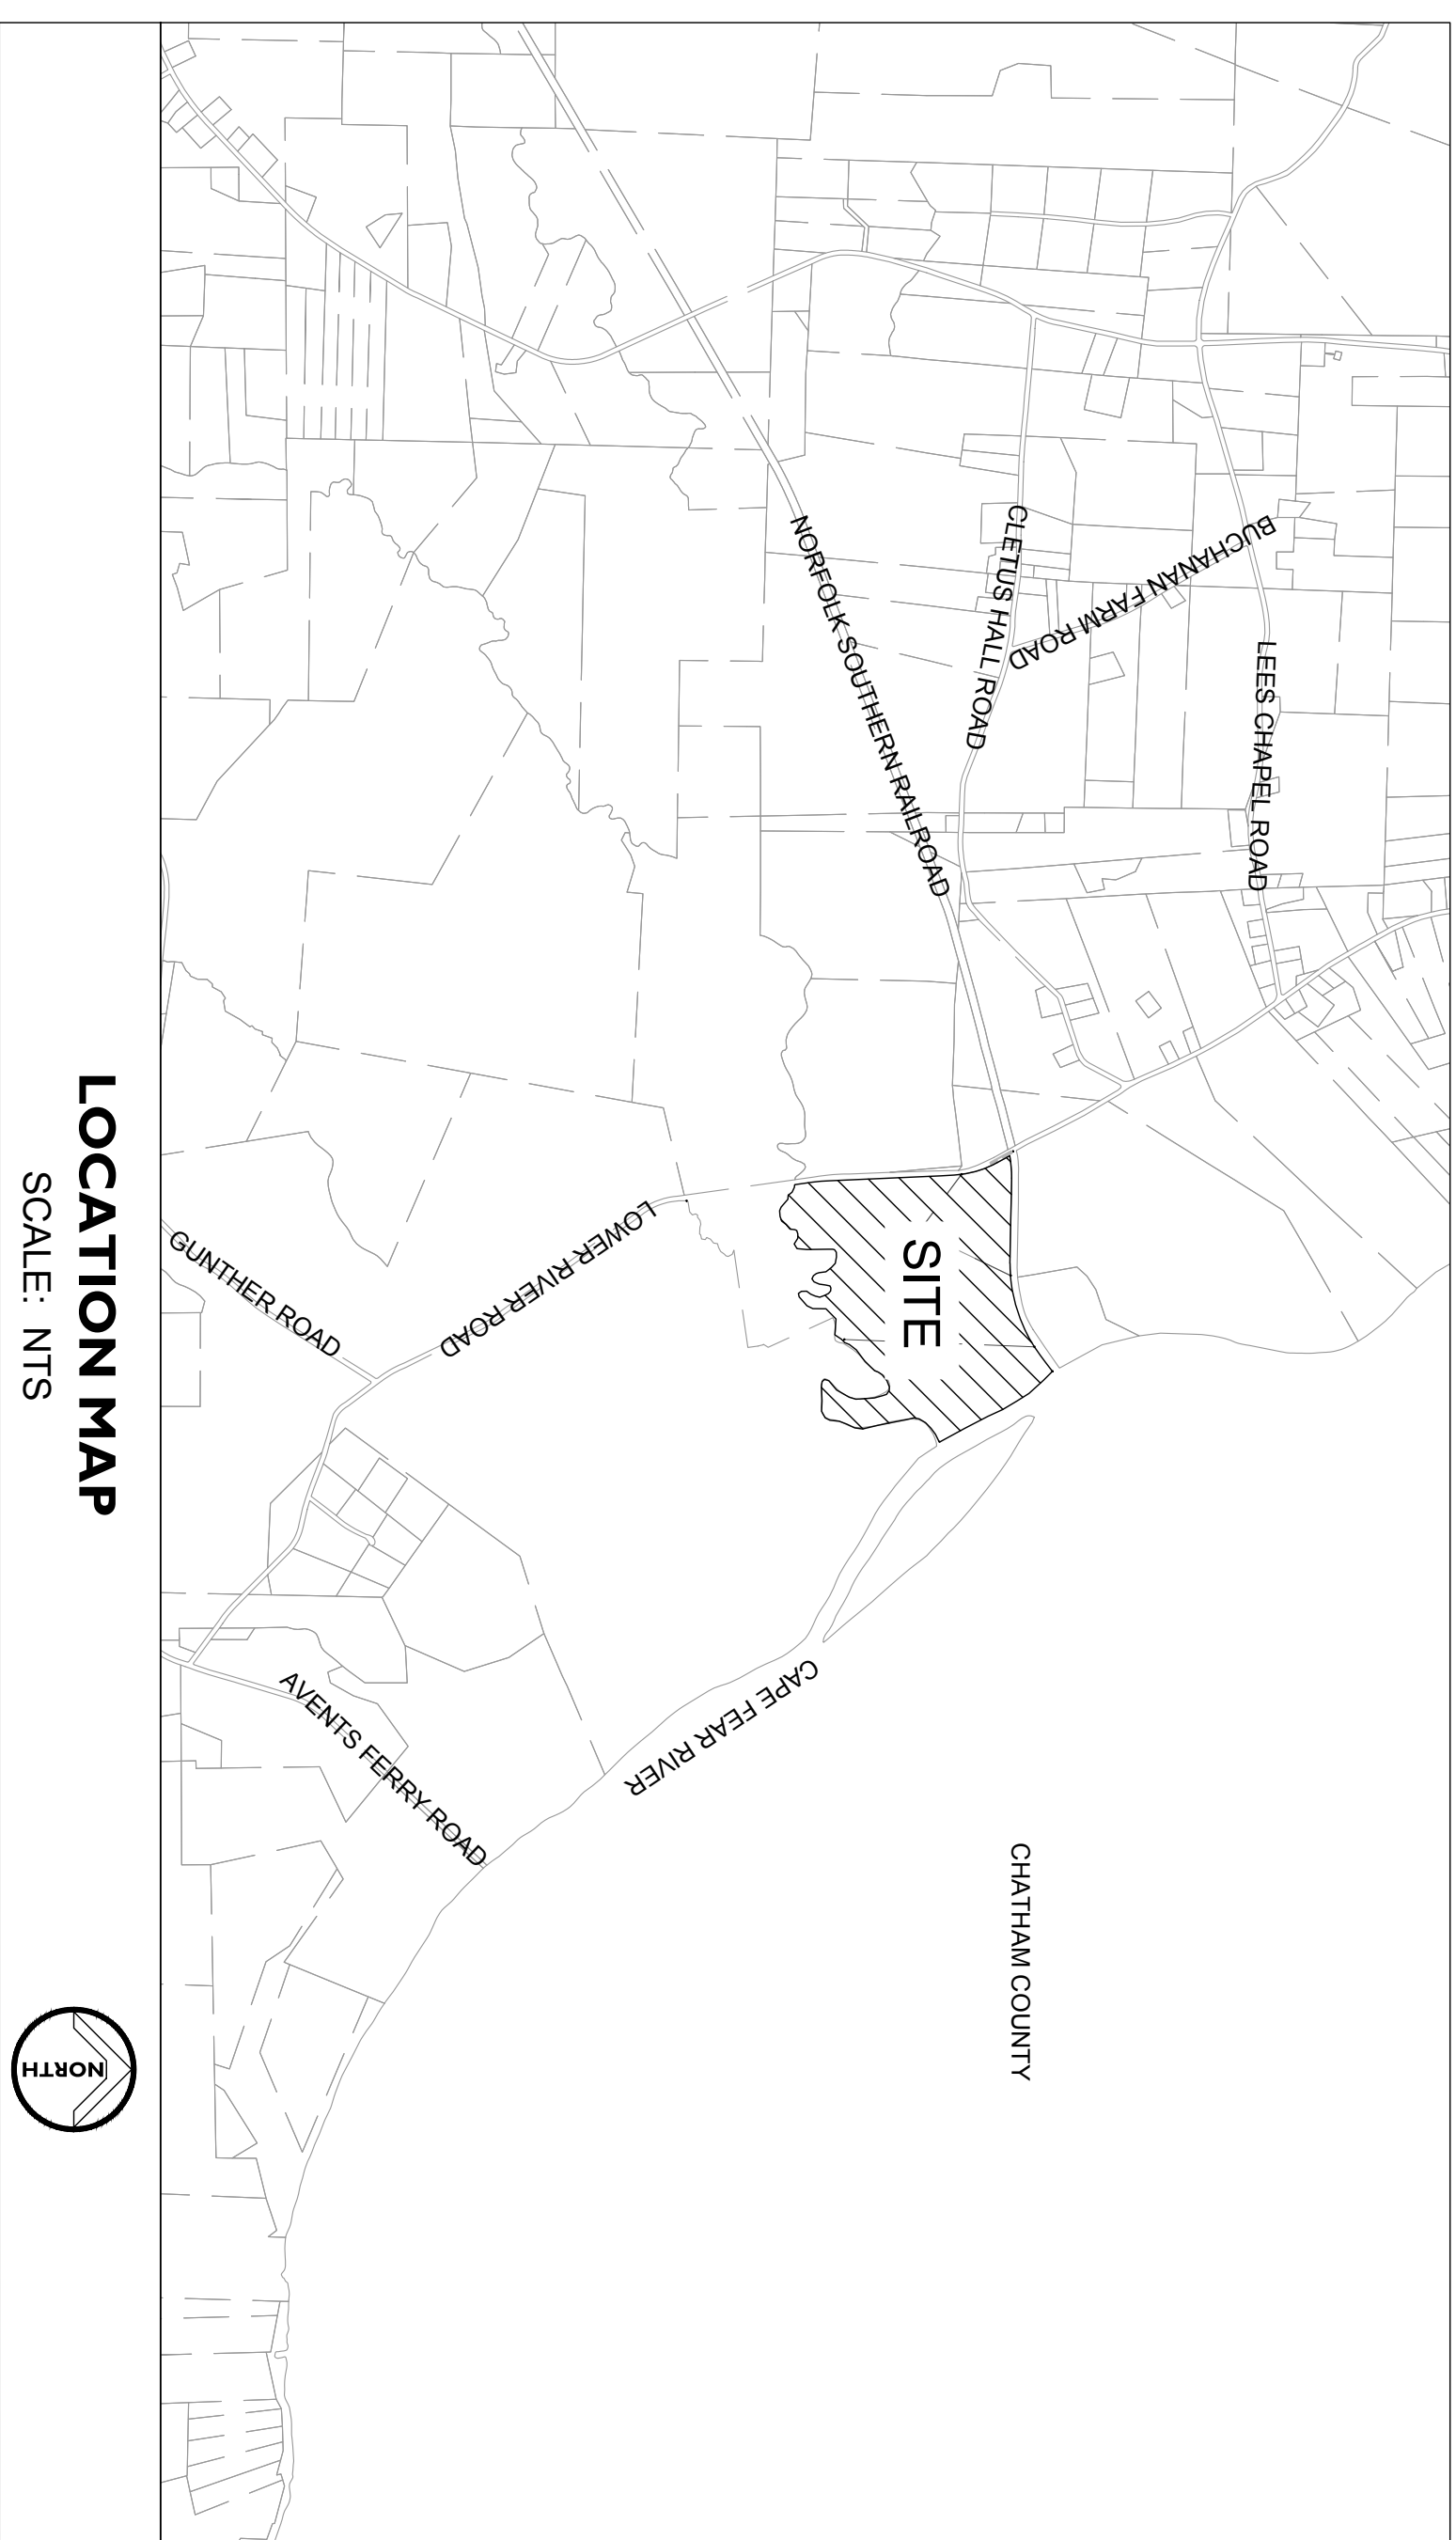 LEES CHAPEL ROAD
BUCHANAN FARM ROAD
CLETUS HALL ROAD
NORFOLK SOUTHERN RAILROAD
SITE
LOWER RIVER ROAD
GUNTHER ROAD
AVENTS FERRY ROAD
CAPE FEAR RIVER
CHATHAM COUNTY
LOCATION MAP
SCALE: NTS
NORTH